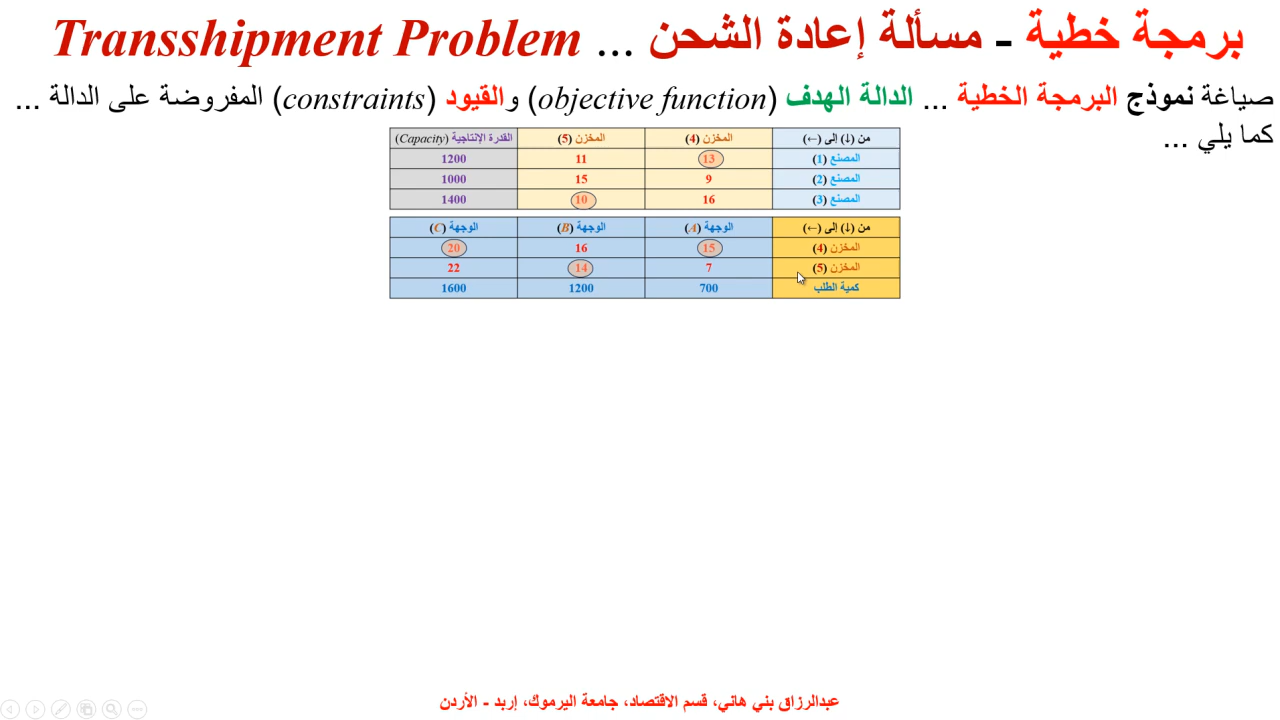 برمجة خطية - مسألة إعادة الشحن ... Transshipment Problem
صياغة نموذج البرمجة الخطية ... الدالة الهدف (objective function) والقيود (constraints) المفروضة على الدالة ...
كما يلي ...
من (↓) إلى (←) المخزن (4) المخزن (5) القدرة الإنتاجية (Capacity)
المصنع (1) 13 11 1200
المصنع (2) 9 15 1000
المصنع (3) 16 10 1400
من (↓) إلى (←) الوجهة (A) الوجهة (B) الوجهة (C)
المخزن (4) 15 16 20
المخزن (5) 7 14 22
كمية الطلب 700 1200 1600
عبدالرزاق بني هاني، قسم الاقتصاد، جامعة اليرموك، إربد - الأردن